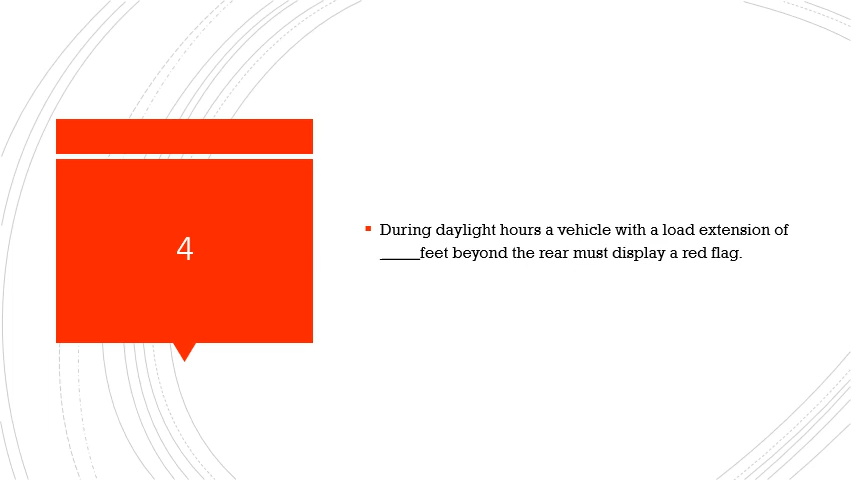 4
During daylight hours a vehicle with a load extension of
_____feet beyond the rear must display a red flag.